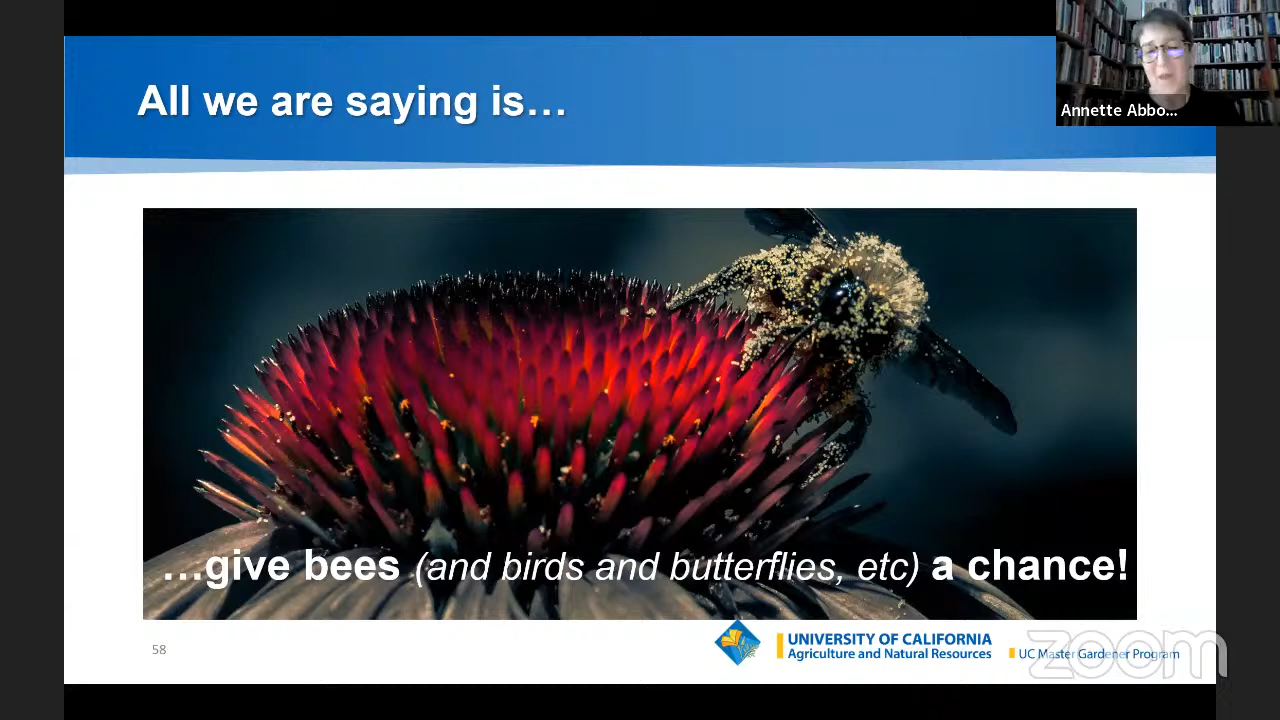 All we are saying is…
Annette Abbo...
…give bees (and birds and butterflies, etc) a chance!
58
UNIVERSITY OF CALIFORNIA
Agriculture and Natural Resources
UC Master Gardener Program
zoom